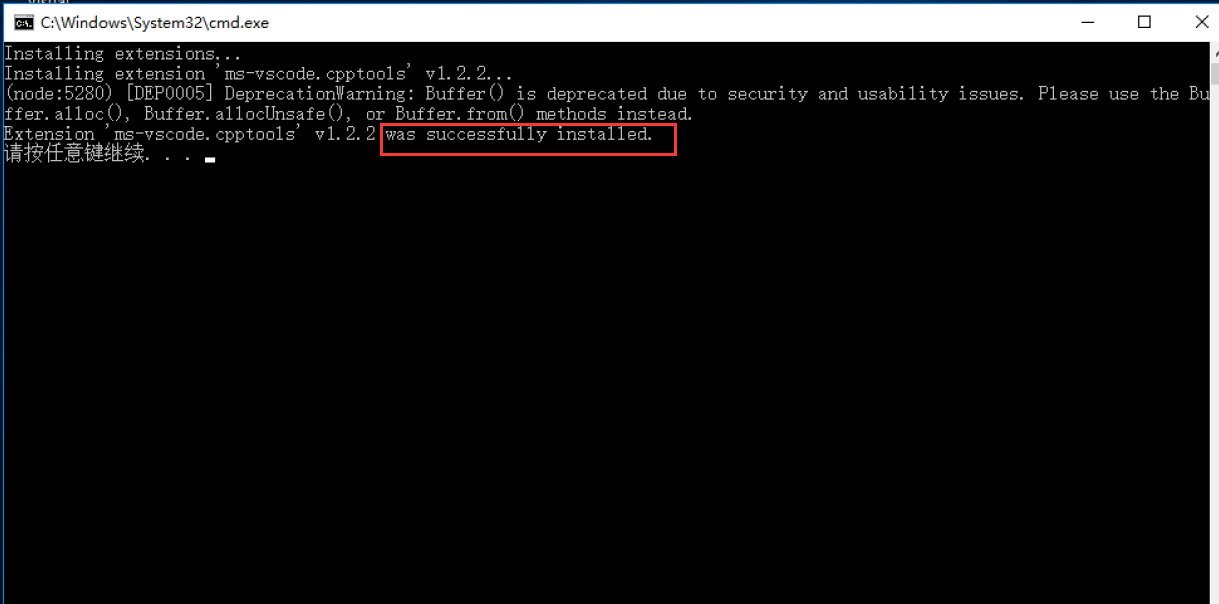 C:\Windows\System32\cmd.exe
Installing extensions...
Installing extension 'ms-vscode.cpptools' v1.2.2...
(node:5280) [DEP0005] DeprecationWarning: Buffer() is deprecated due to security and usability issues. Please use the Bu
ffer.alloc(), Buffer.allocUnsafe(), or Buffer.from() methods instead.
Extension 'ms-vscode.cpptools' v1.2.2 was successfully installed.
请按任意键继续. . .